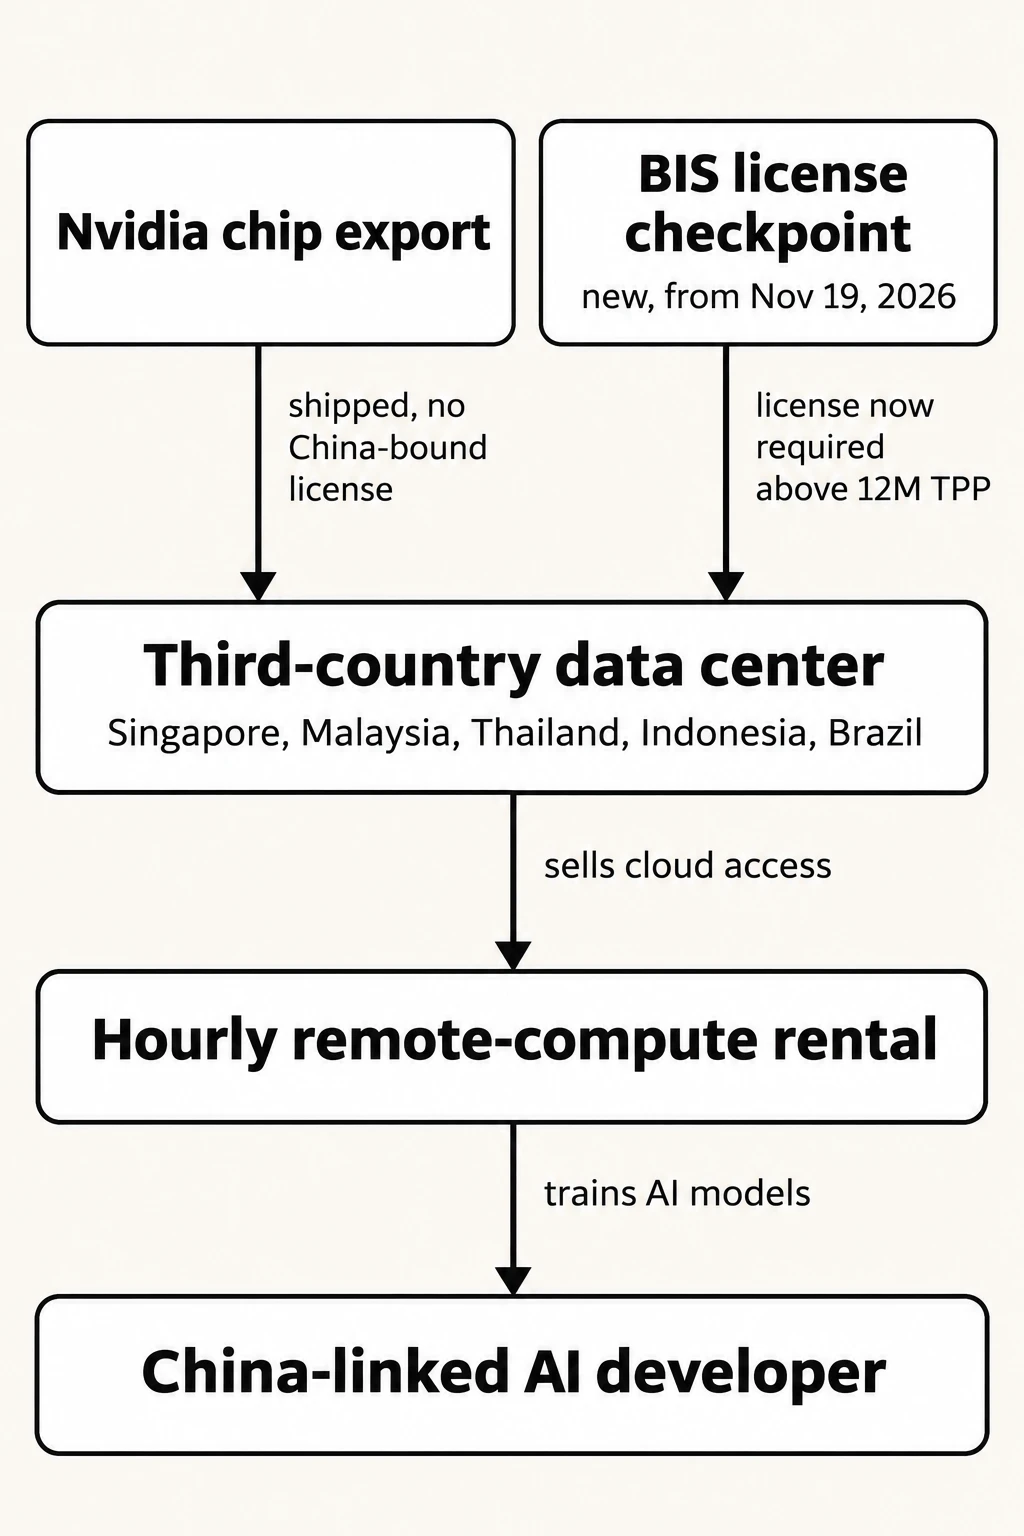 Nvidia chip export
BIS license
checkpoint
new, from Nov 19, 2026
shipped, no
China-bound
license
license now
required
above 12M TPP
Third-country data center
Singapore, Malaysia, Thailand, Indonesia, Brazil
sells cloud access
Hourly remote-compute rental
trains AI models
China-linked AI developer